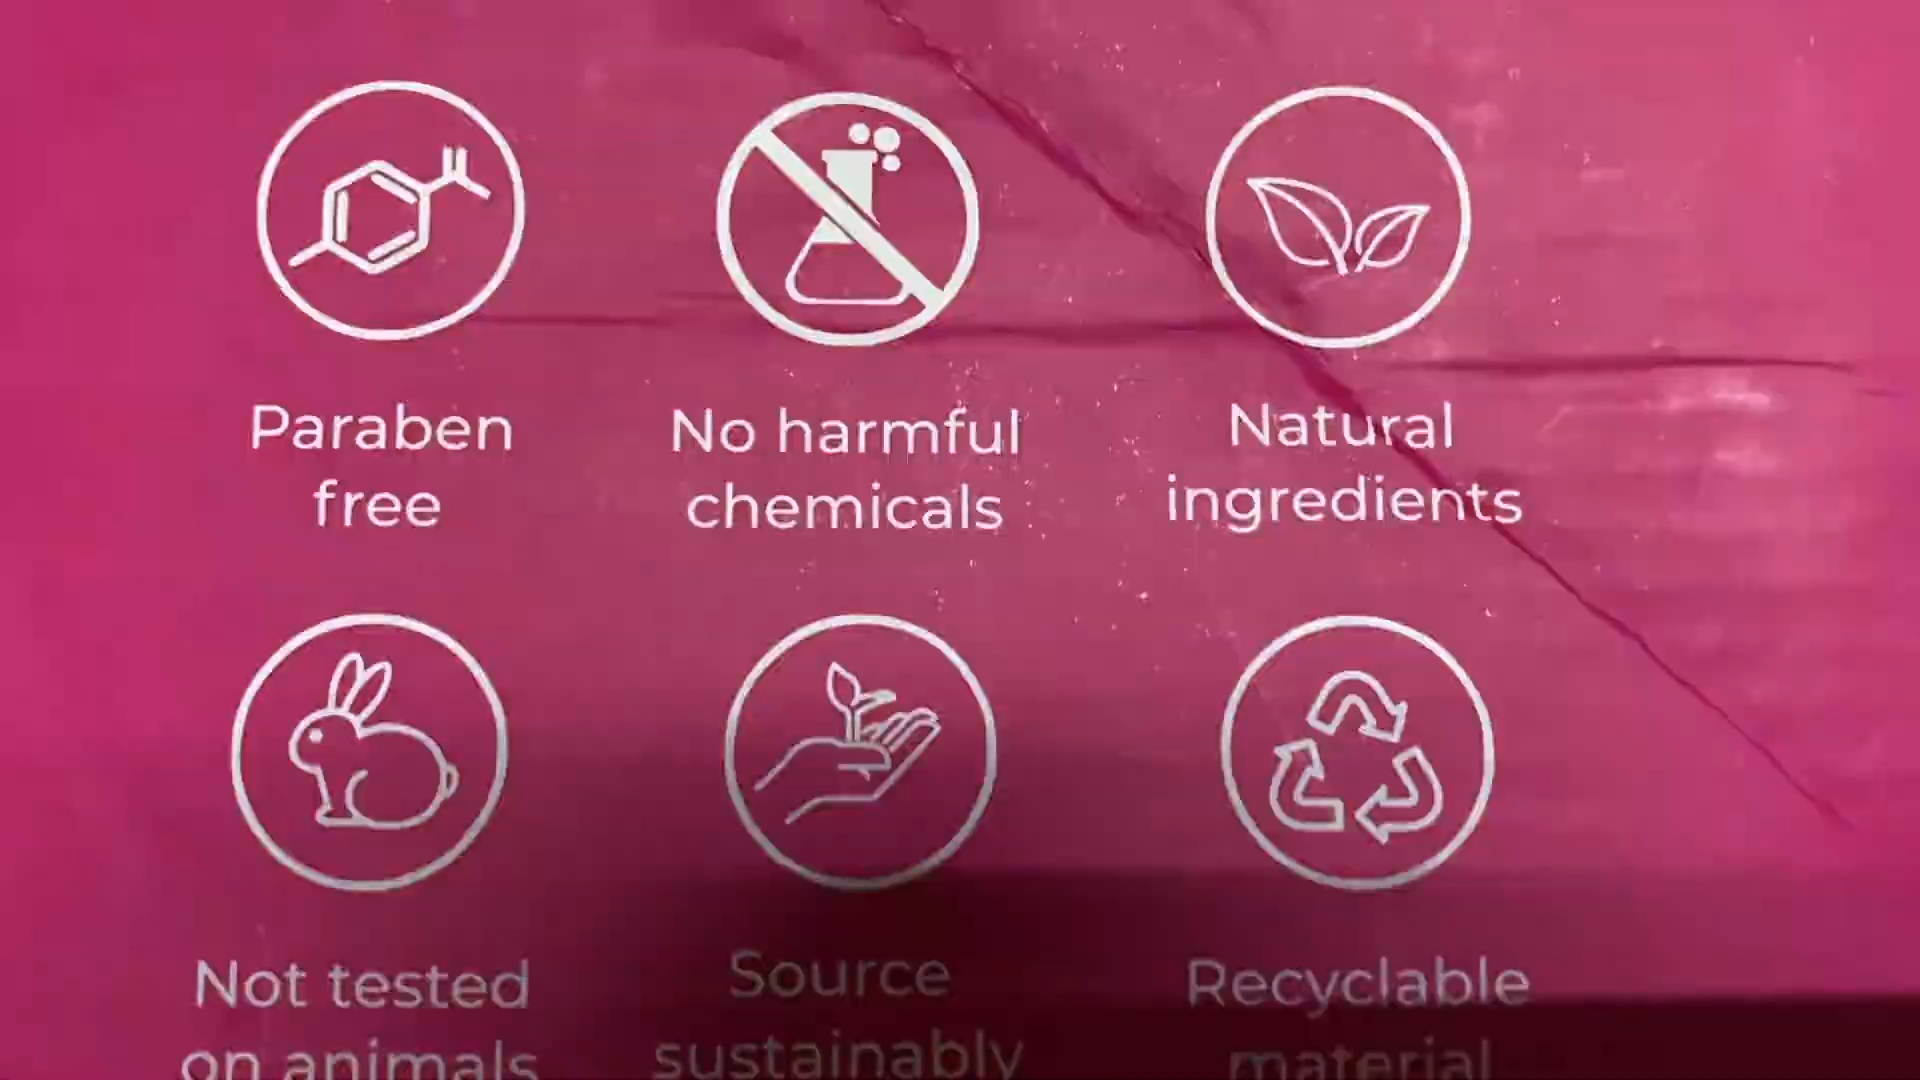 Paraben
free
No harmful
chemicals
Natural
ingredients
Not tested
on animals
Source
sustainably
Recyclable
material